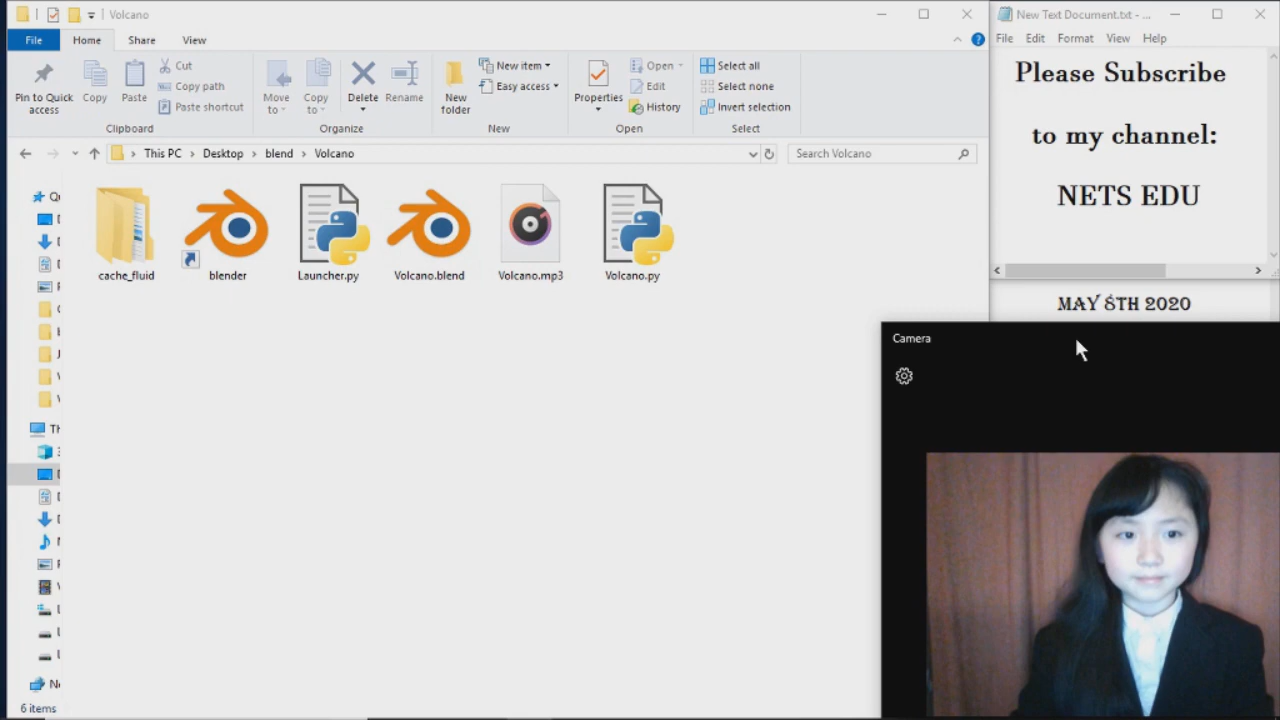 Volcano
File Home Share View
Pin to Quick access
Copy
Paste
Cut
Copy path
Paste shortcut
Clipboard
Move to
Copy to
Delete
Rename
Organize
New folder
New item
Easy access
New
Properties
Open
Edit
History
Open
Select all
Select none
Invert selection
Select
This PC > Desktop > blend > Volcano
Search Volcano
cache_fluid
blender
Launcher.py
Volcano.blend
Volcano.mp3
Volcano.py
6 items
New Text Document.txt - ...
File Edit Format View Help
Please Subscribe
to my channel:
NETS EDU
MAY 8TH 2020
Camera